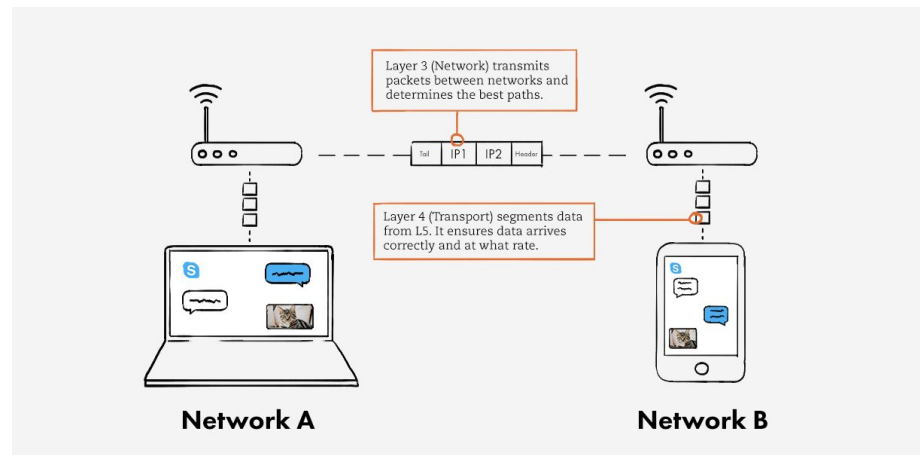 Layer 3 (Network) transmits
packets between networks and
determines the best paths.
Tail IP1 IP2 Header
Layer 4 (Transport) segments data
from L5. It ensures data arrives
correctly and at what rate.
S
S
Network A
Network B